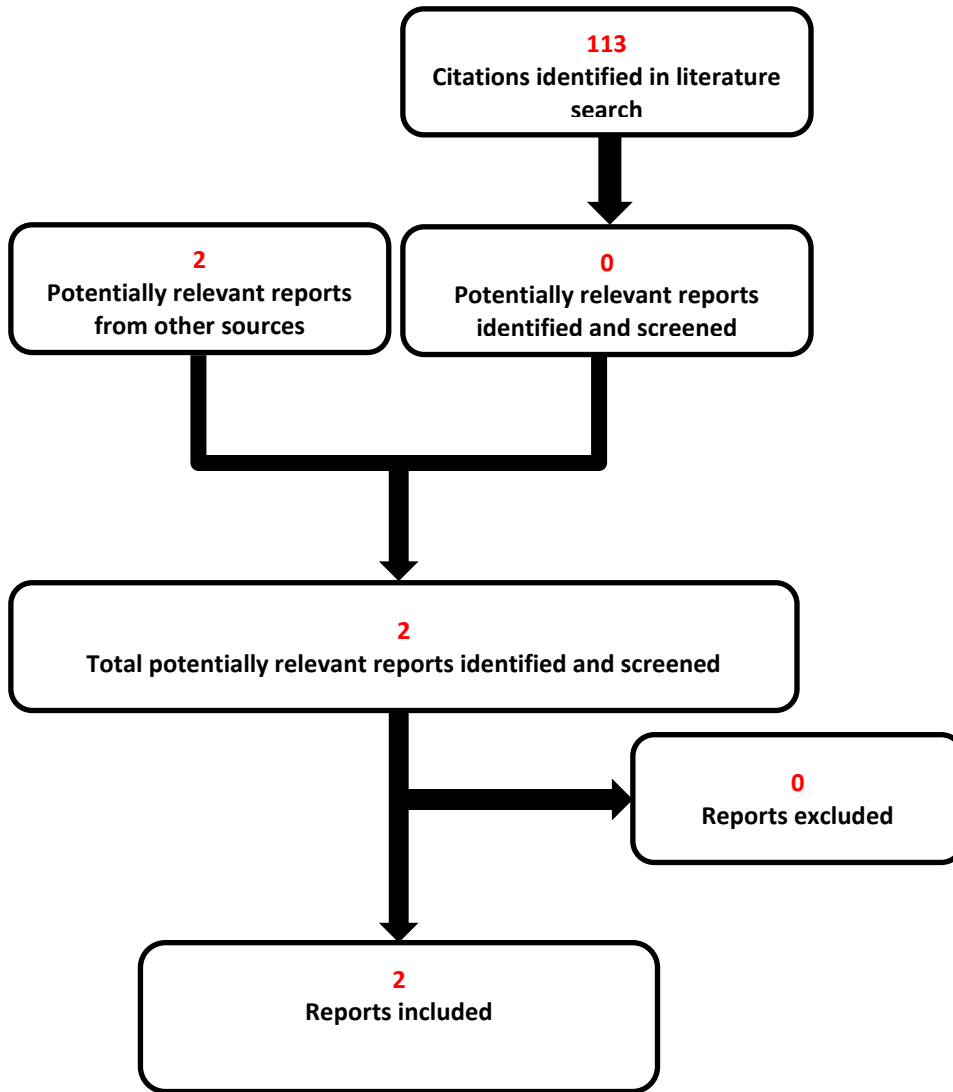 113
Citations identified in literature
search
2
Potentially relevant reports
from other sources
0
Potentially relevant reports
identified and screened
2
Total potentially relevant reports identified and screened
0
Reports excluded
2
Reports included